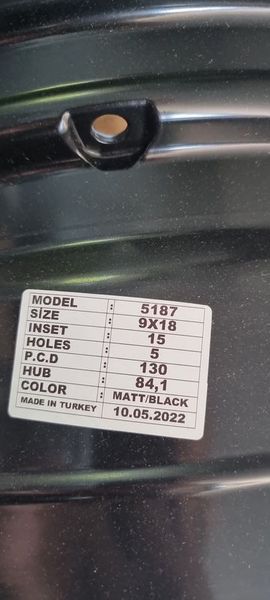 MODEL : 5187
SİZE : 9X18
INSET : 15
HOLES : 5
P.C.D : 130
HUB : 84,1
COLOR : MATT/BLACK
MADE IN TURKEY 10.05.2022